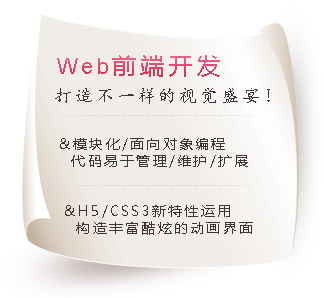 Web前端开发
打造不一样的视觉盛宴!
&模块化/面向对象编程
代码易于管理/维护/扩展
&H5/CSS3新特性运用
构造丰富酷炫的动画界面